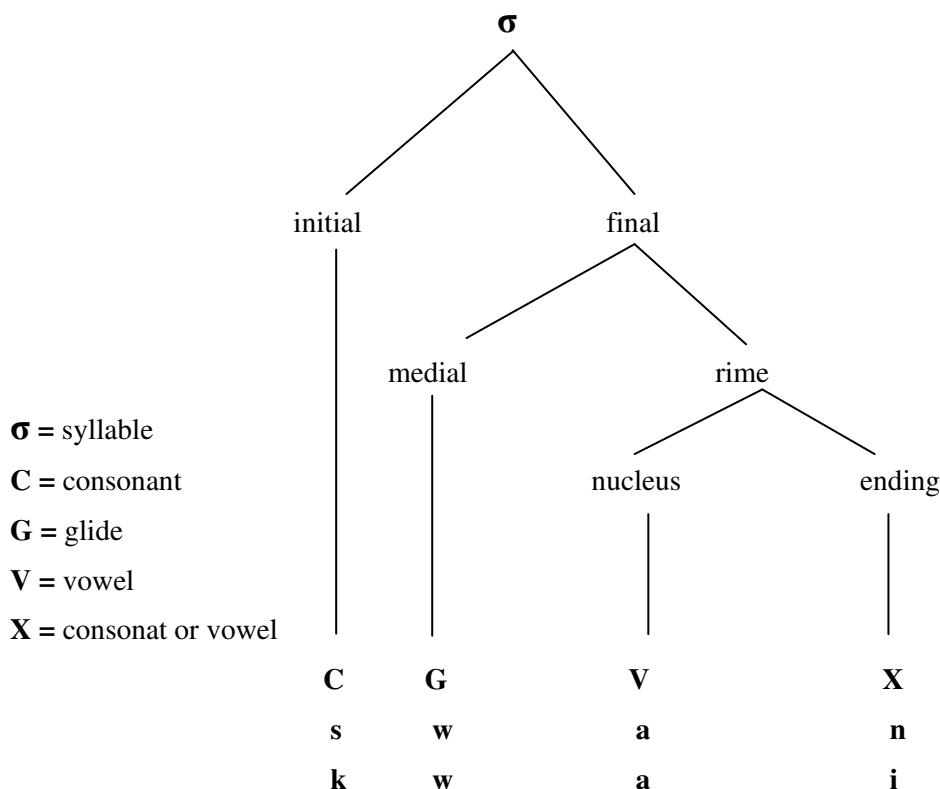 σ
initial final
medial rime
σ = syllable
nucleus ending
C = consonant
G = glide
V = vowel
X = consonat or vowel
C G V X
s w a n
k w a i